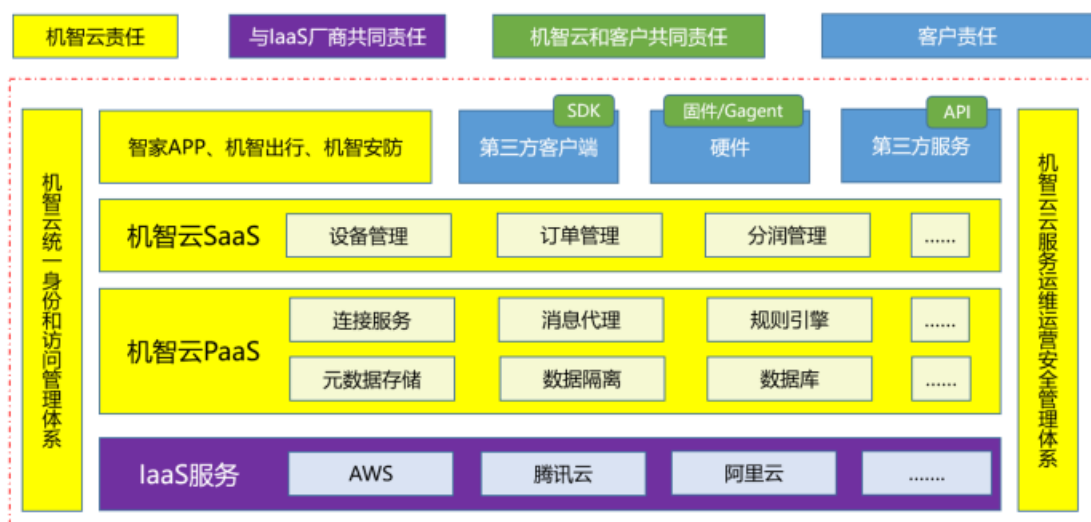 机智云责任
与IaaS厂商共同责任
机智云和客户共同责任
客户责任
机智云统一身份和访问管理体系
智家APP、机智出行、机智安防
SDK
第三方客户端
固件/Gagent
硬件
API
第三方服务
机智云SaaS
设备管理
订单管理
分润管理
......
机智云PaaS
连接服务
消息代理
规则引擎
......
元数据存储
数据隔离
数据库
......
IaaS服务
AWS
腾讯云
阿里云
.......
机智云云服务运维运营安全管理体系